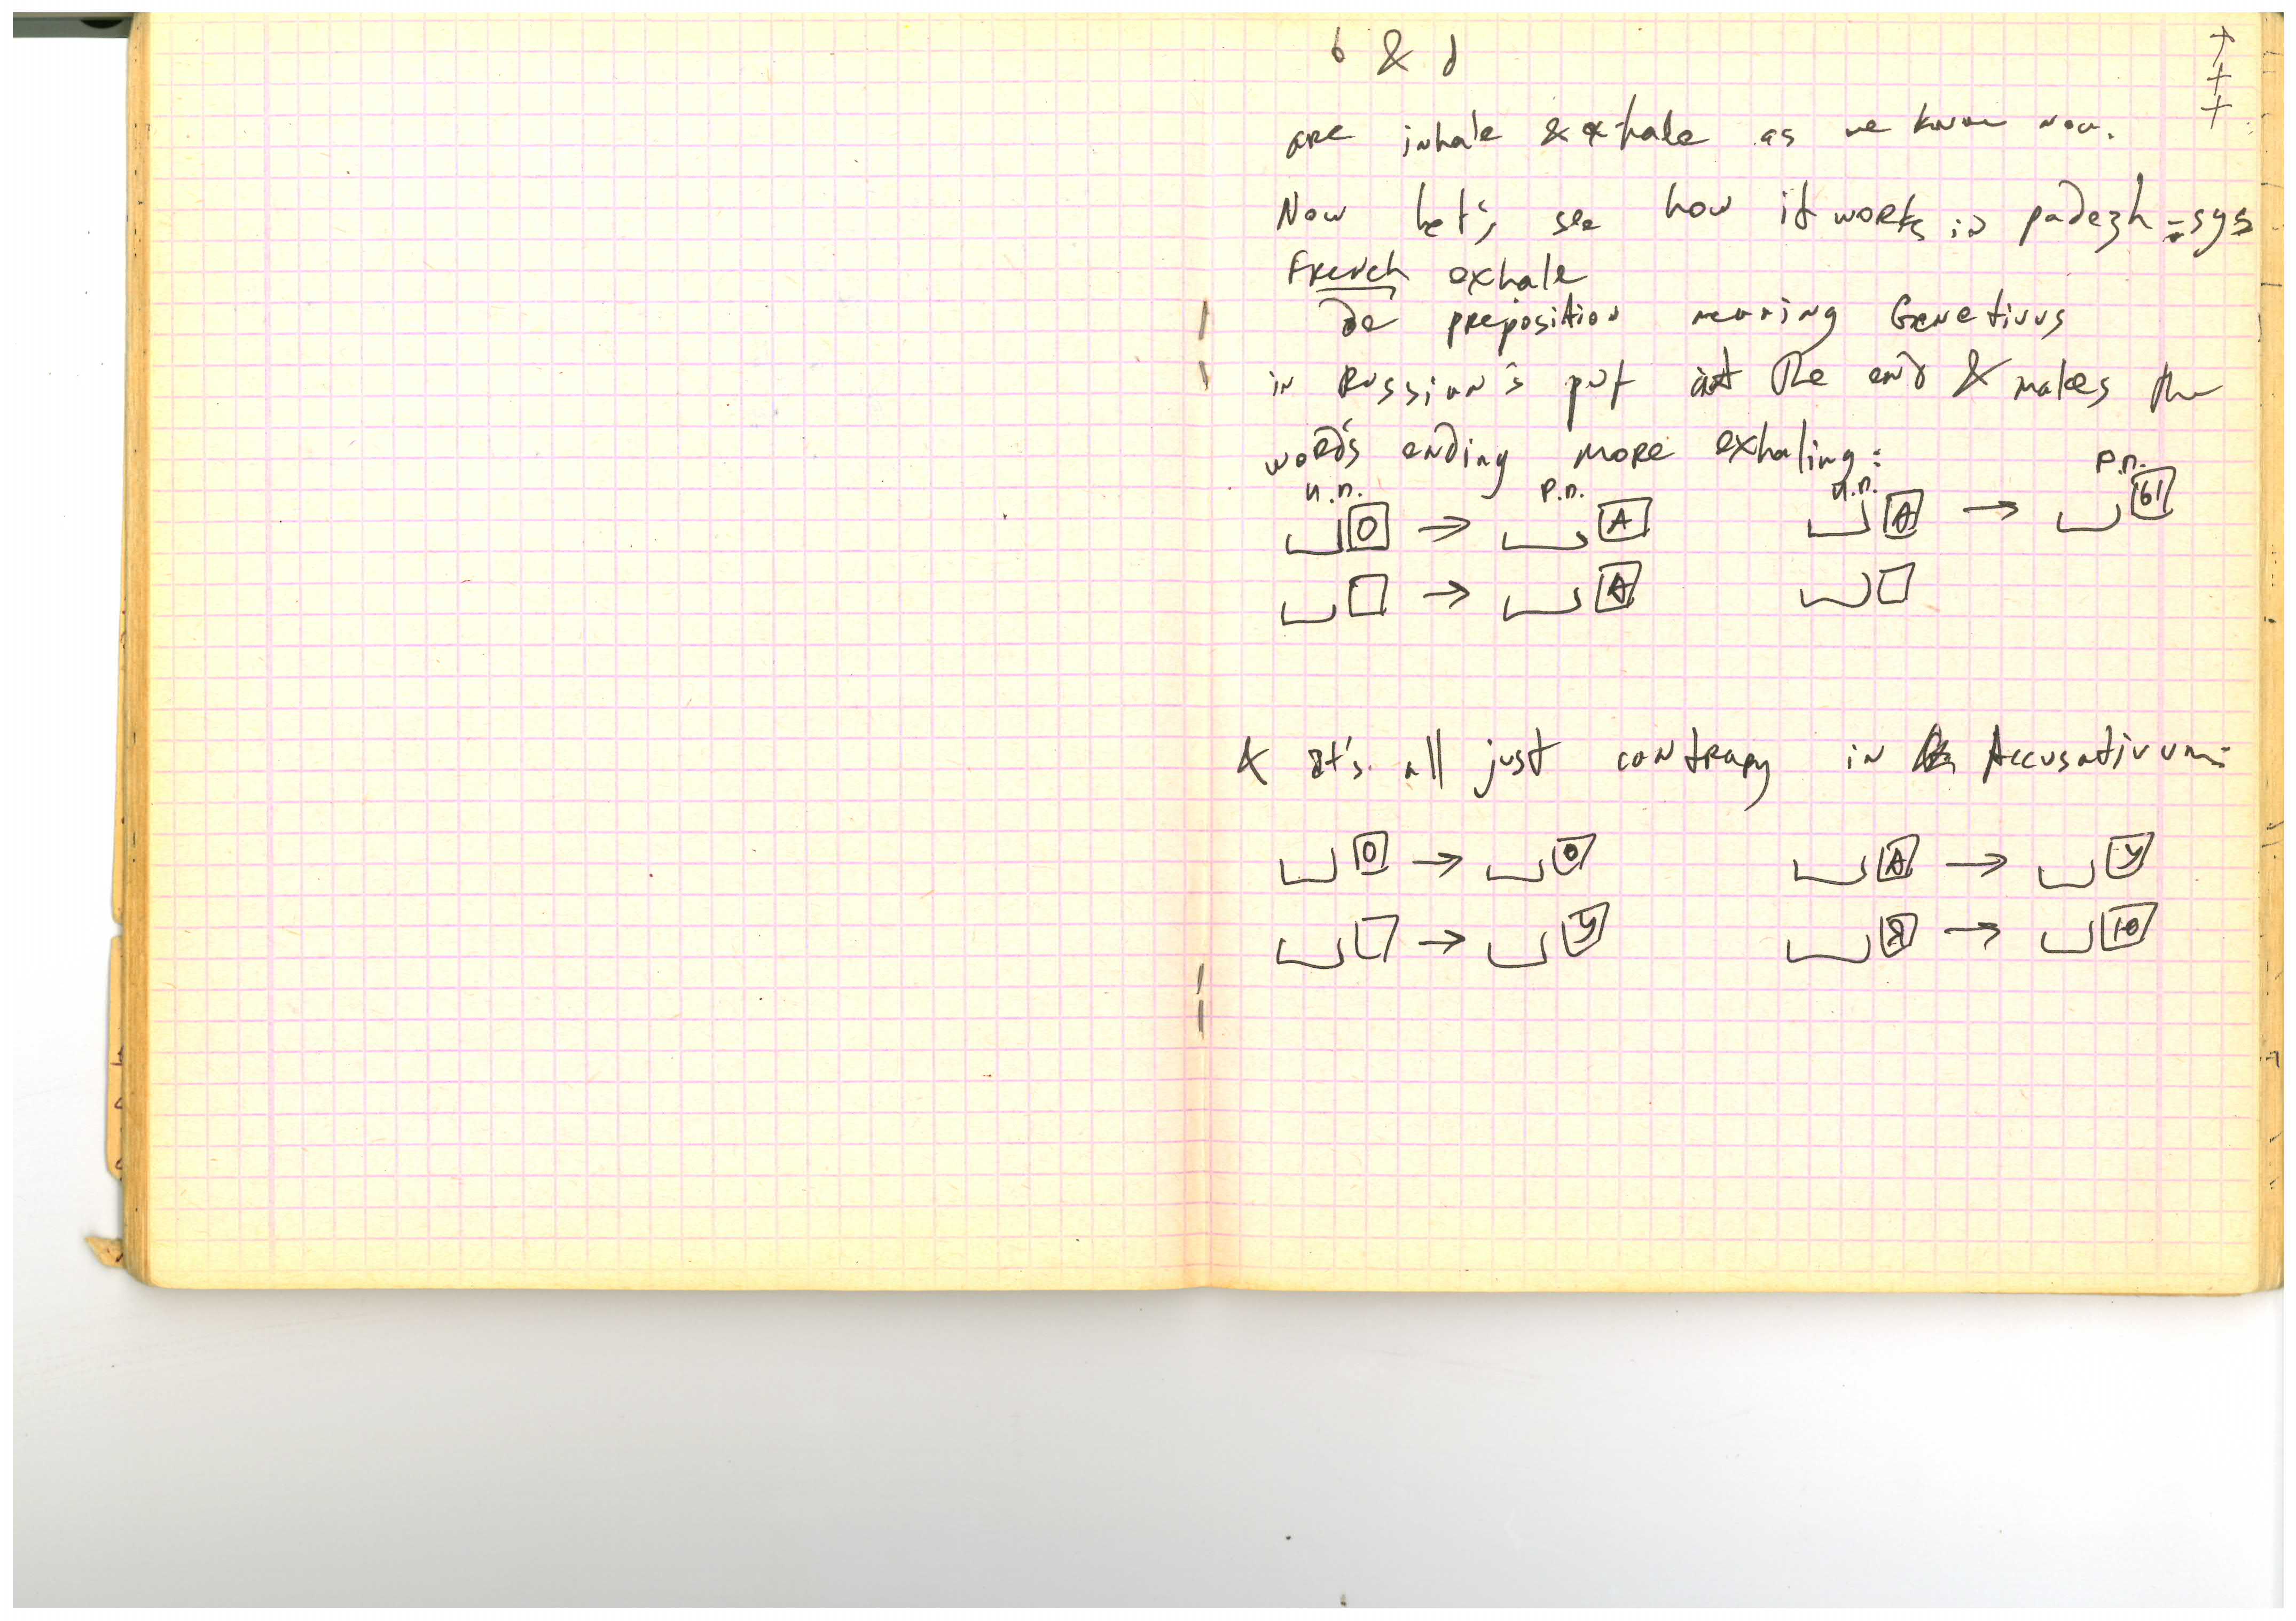 б & д
+
+
+
are inhale & exhale as we know now.
Now let's see how it works in padezh=sys
French exhale
de preposition meaning Genetivus
in Russian's put at the end & makes the
word's ending more exhaling:
и.п. р.п. и.п. р.п.
О → А А → Ы
→ А
& it's all just contrary in Accusativum:
О → О А → У
→ У Я → Ю